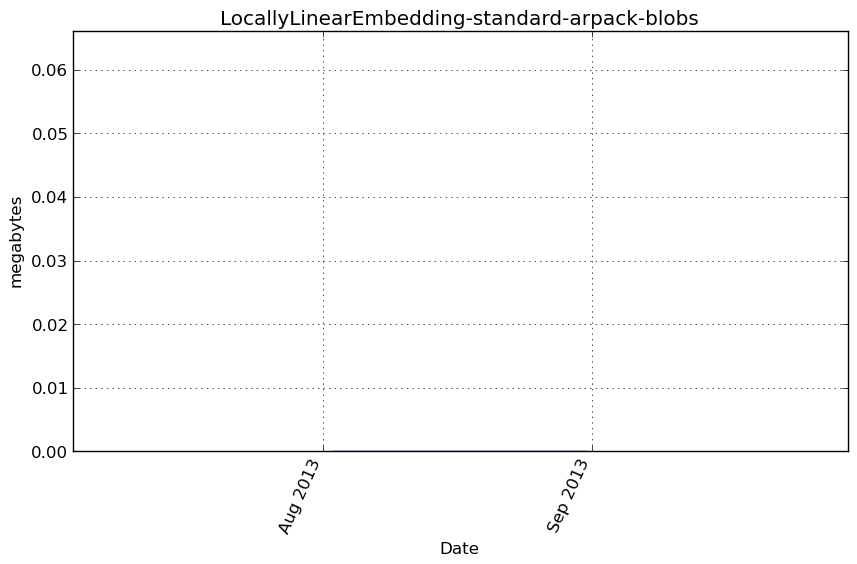 LocallyLinearEmbedding-standard-arpack-blobs
0.06
0.05
0.04
0.03
0.02
0.01
0.00
megabytes
Aug 2013
Sep 2013
Date